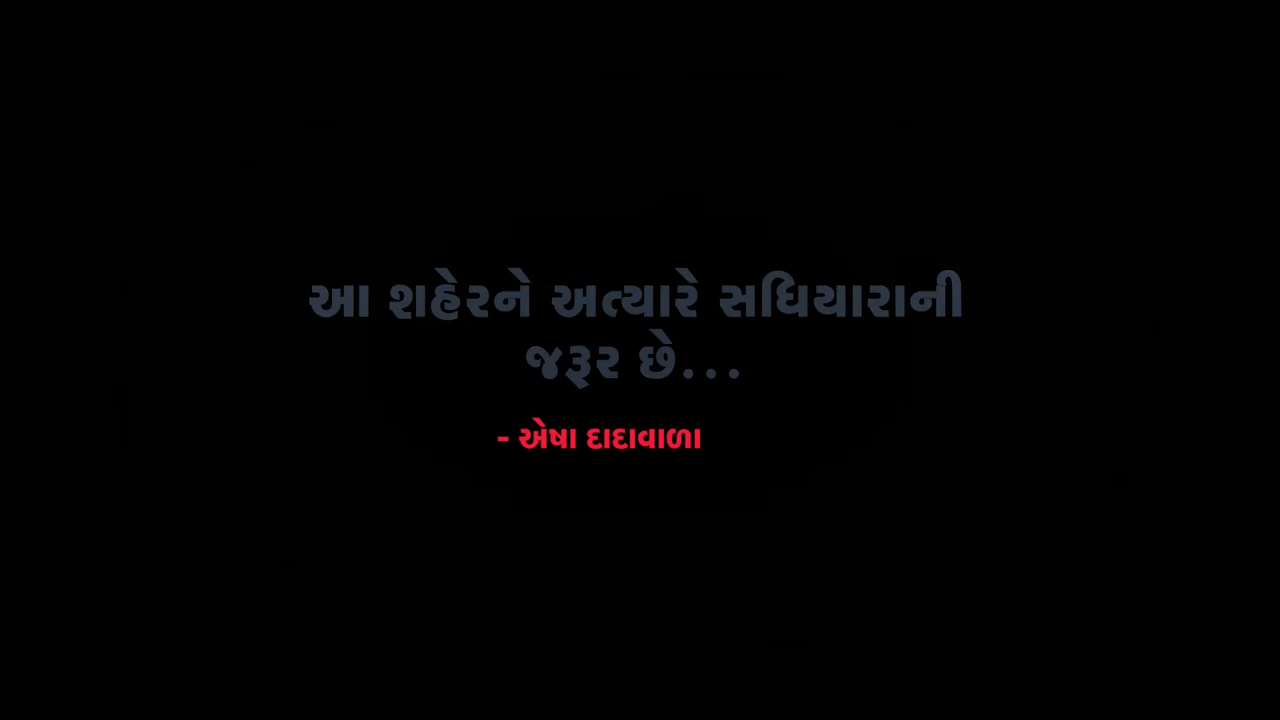 આ શહેરને અત્યારે સધિયારાની
જરૂર છે...
- એષા દાદાવાળા